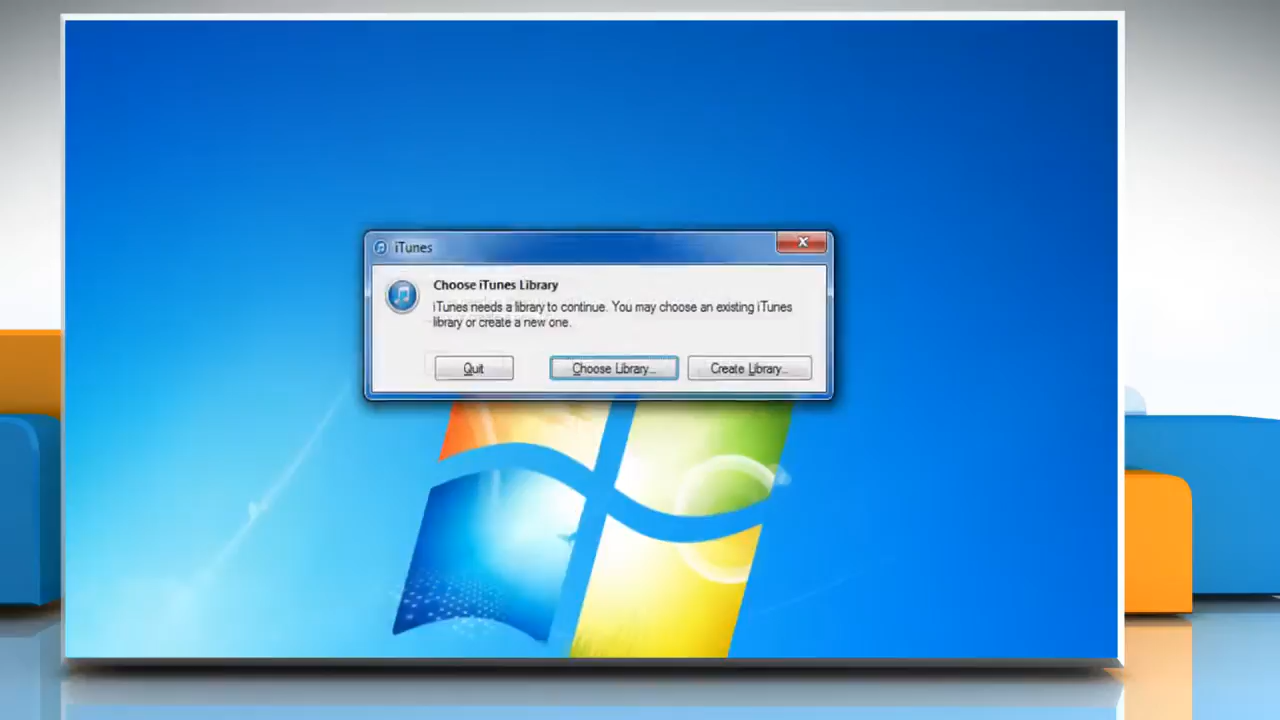 iTunes
Choose iTunes Library
iTunes needs a library to continue. You may choose an existing iTunes
library or create a new one.
Quit
Choose Library...
Create Library...